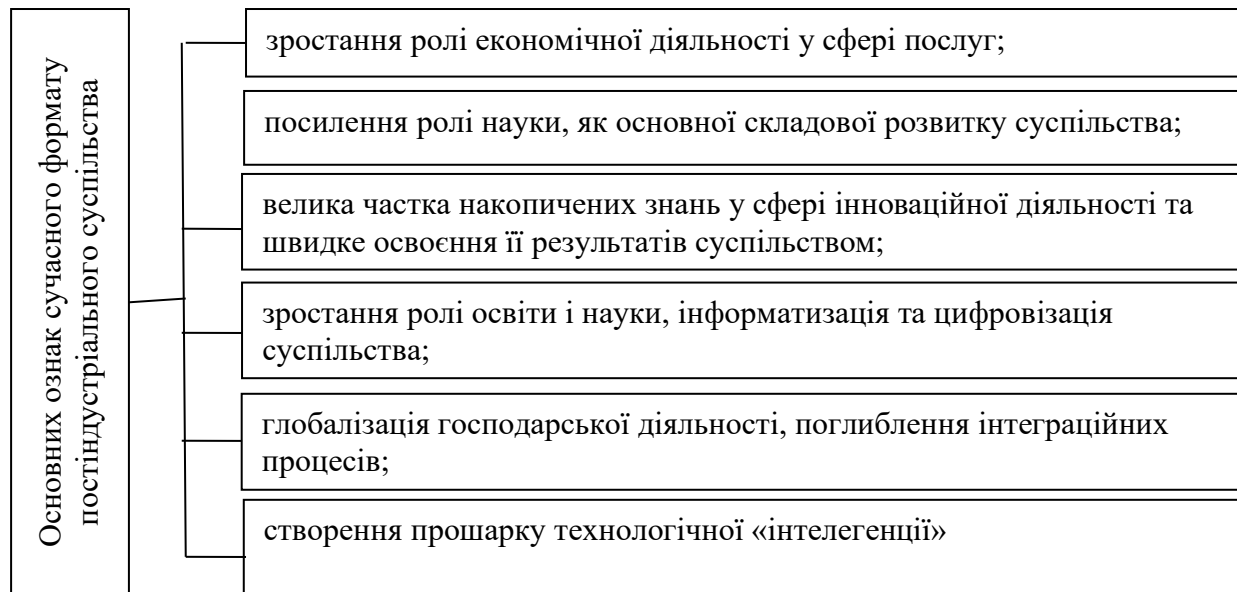 Основних ознак сучасного формату
постіндустріального суспільства
зростання ролі економічної діяльності у сфері послуг;
посилення ролі науки, як основної складової розвитку суспільства;
велика частка накопичених знань у сфері інноваційної діяльності та
швидке освоєння її результатів суспільством;
зростання ролі освіти і науки, інформатизація та цифровізація
суспільства;
глобалізація господарської діяльності, поглиблення інтеграційних
процесів;
створення прошарку технологічної «інтелегенції»